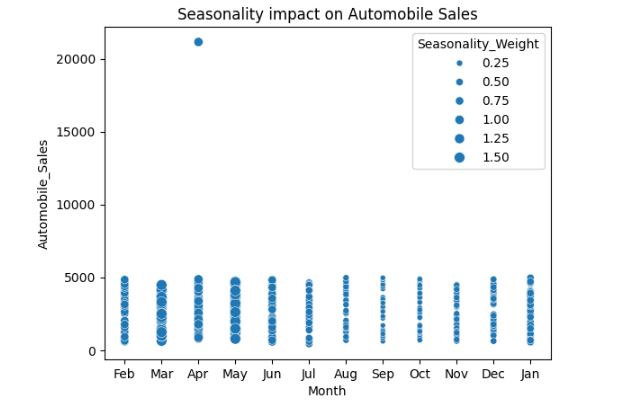 Seasonality impact on Automobile Sales
Seasonality_Weight
0.25
0.50
0.75
1.00
1.25
1.50
20000
15000
10000
5000
0
Automobile_Sales
Feb Mar Apr May Jun Jul Aug Sep Oct Nov Dec Jan
Month